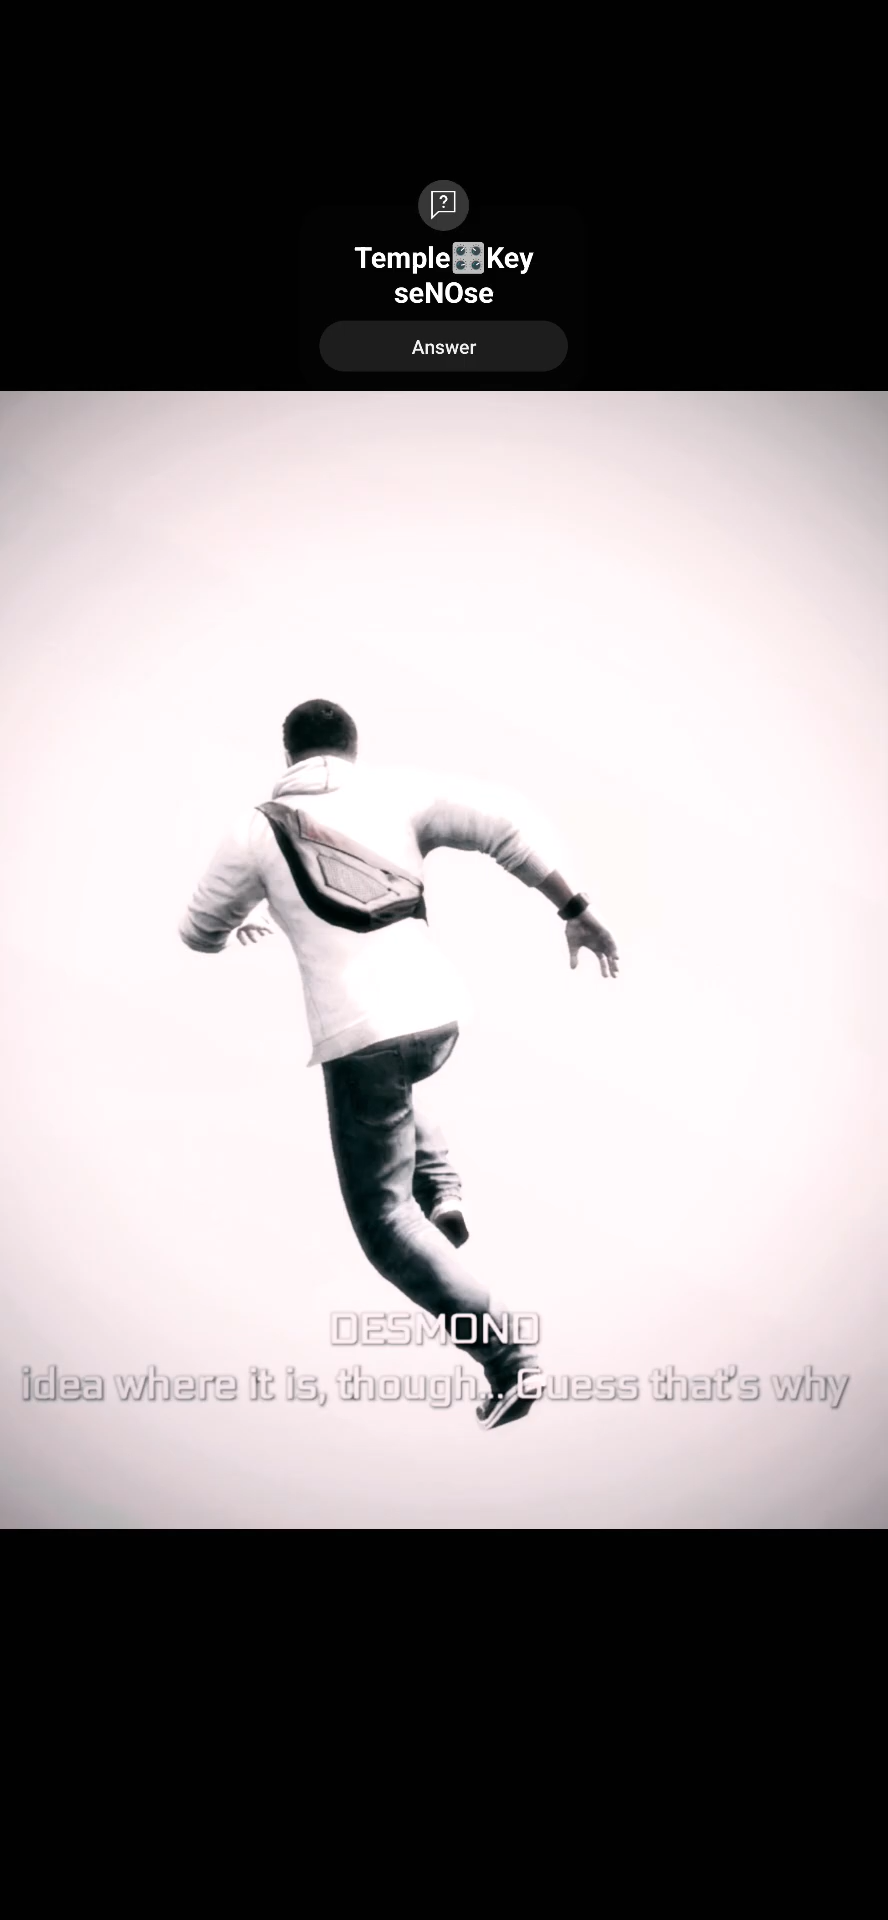 Temple🎛️Key
seNOse
Answer
DESMOND
idea where it is, though... Guess that's why